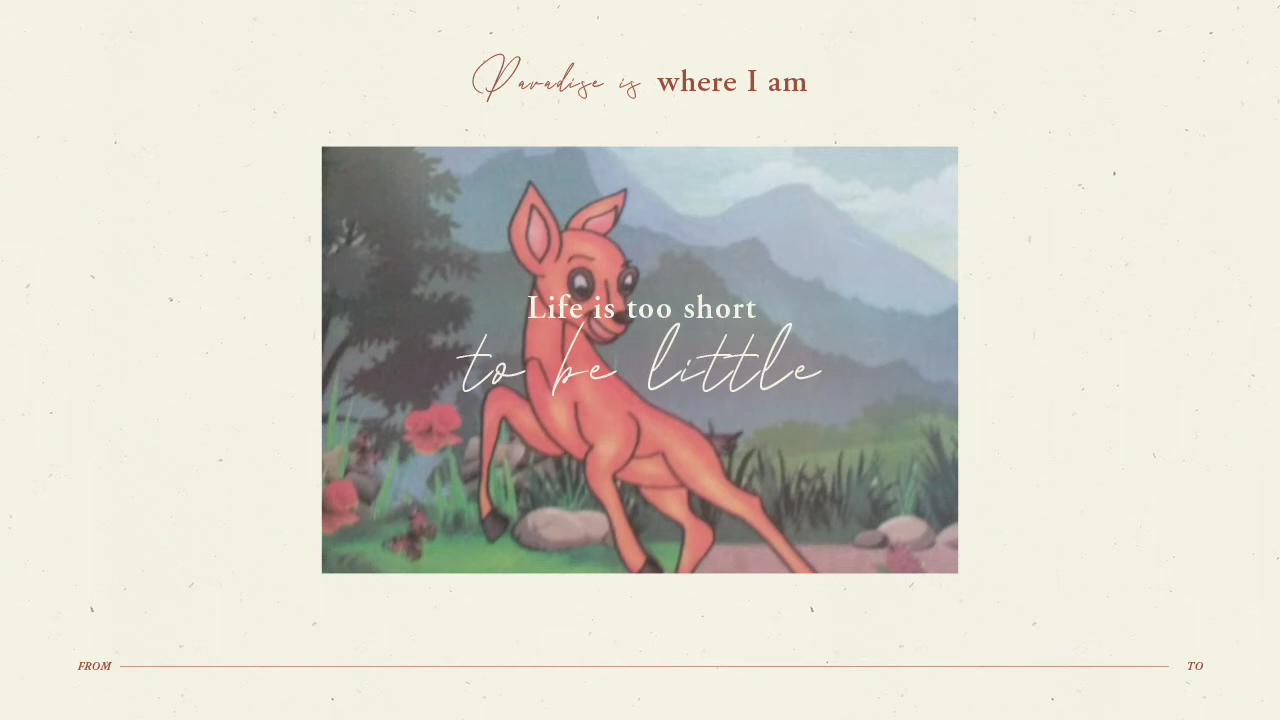 Paradise is where I am
Life is too short
to be little
FROM
TO